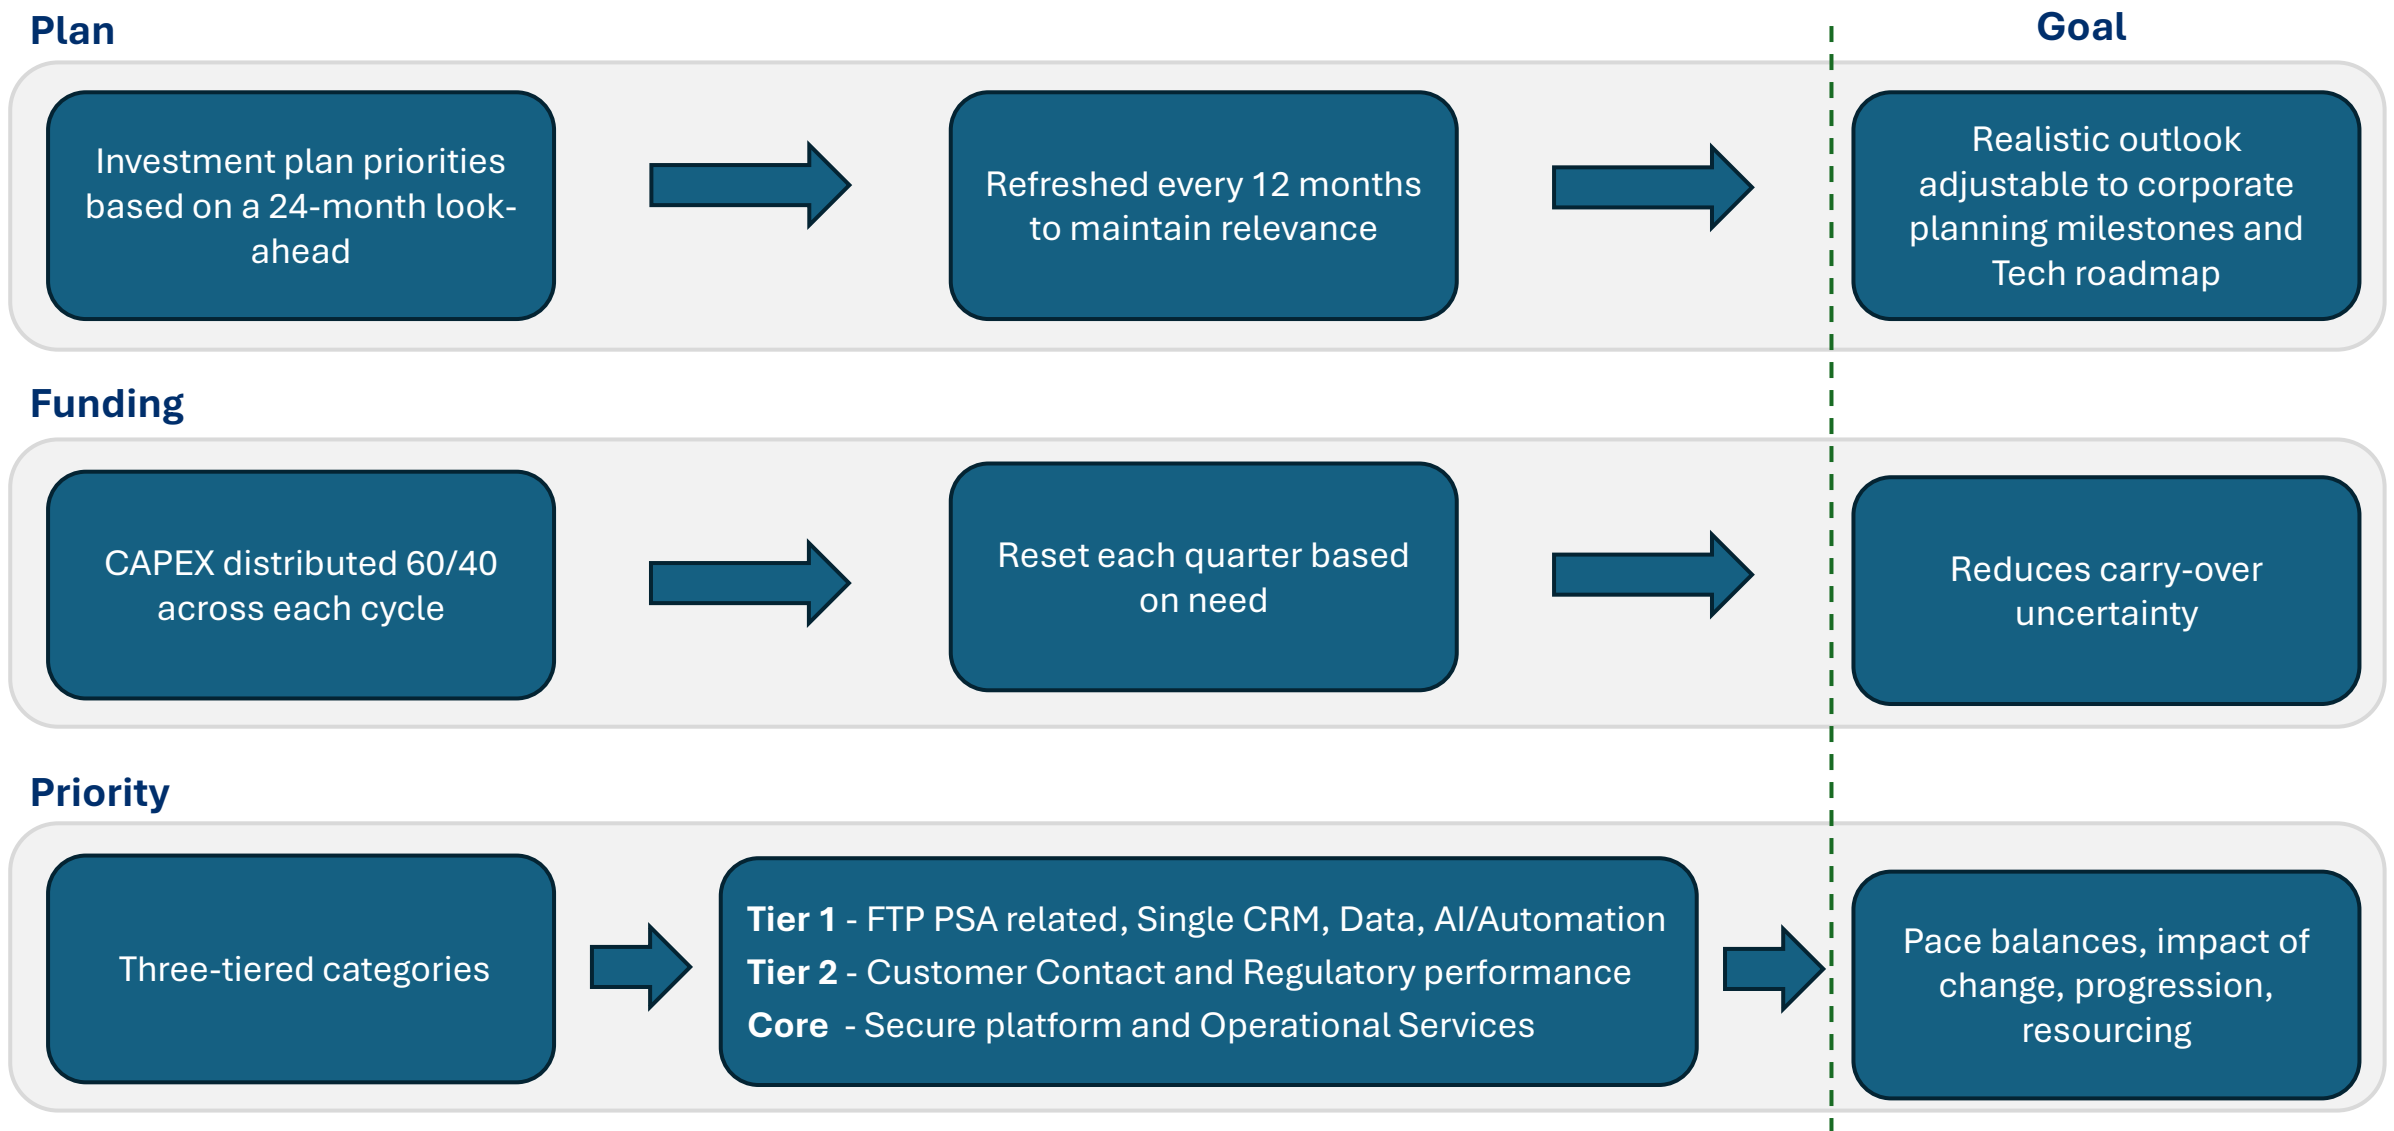 Plan
Goal
Investment plan priorities
based on a 24-month look-
ahead
Refreshed every 12 months
to maintain relevance
Realistic outlook
adjustable to corporate
planning milestones and
Tech roadmap
Funding
CAPEX distributed 60/40
across each cycle
Reset each quarter based
on need
Reduces carry-over
uncertainty
Priority
Three-tiered categories
Tier 1 - FTP PSA related, Single CRM, Data, AI/Automation
Tier 2 - Customer Contact and Regulatory performance
Core  - Secure platform and Operational Services
Pace balances, impact of
change, progression,
resourcing